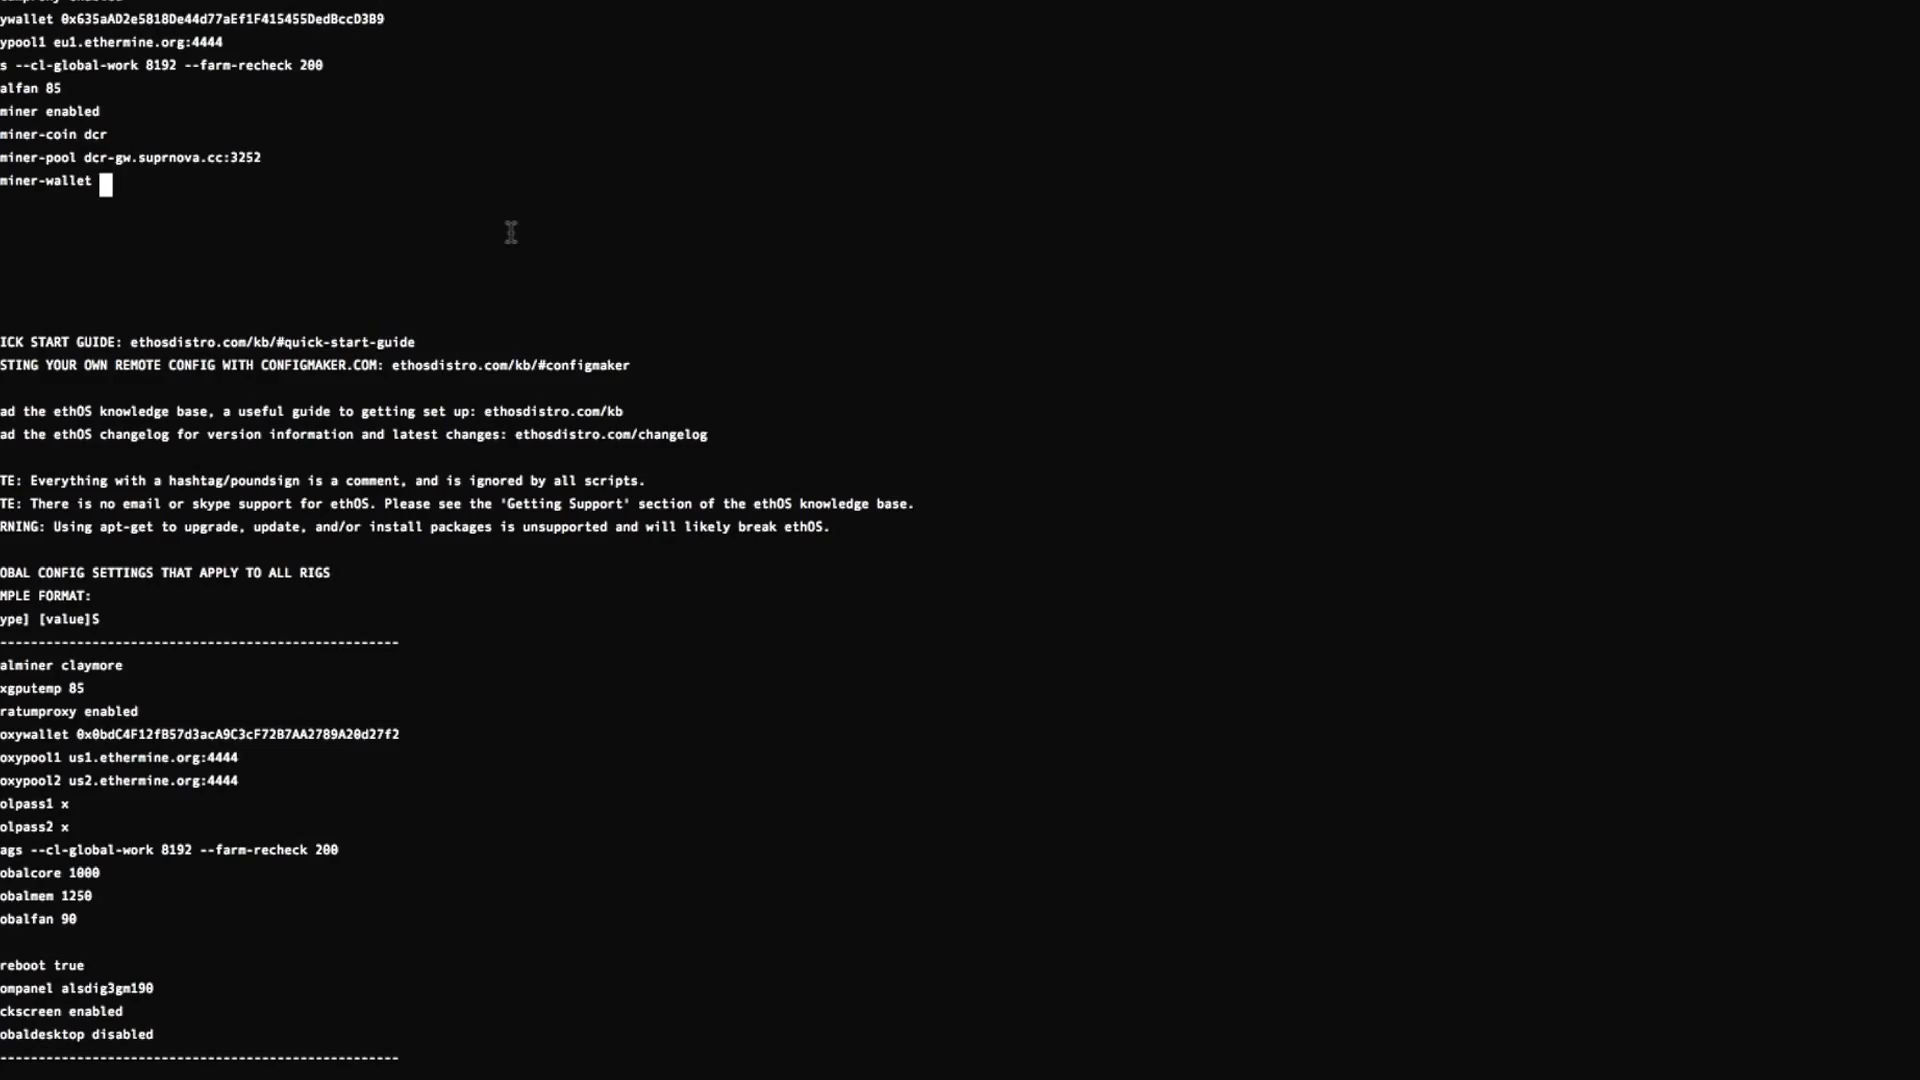 ywallet 0x635aAD2e5818De44d77aEf1F415455DedBccD3B9
ypool1 eu1.ethermine.org:4444
s --cl-global-work 8192 --farm-recheck 200
alfan 85
miner enabled
miner-coin dcr
miner-pool dcr-gw.suprnova.cc:3252
miner-wallet
ICK START GUIDE: ethosdistro.com/kb/#quick-start-guide
STING YOUR OWN REMOTE CONFIG WITH CONFIGMAKER.COM: ethosdistro.com/kb/#configmaker
ad the ethOS knowledge base, a useful guide to getting set up: ethosdistro.com/kb
ad the ethOS changelog for version information and latest changes: ethosdistro.com/changelog
TE: Everything with a hashtag/poundsign is a comment, and is ignored by all scripts.
TE: There is no email or skype support for ethOS. Please see the 'Getting Support' section of the ethOS knowledge base.
RNING: Using apt-get to upgrade, update, and/or install packages is unsupported and will likely break ethOS.
OBAL CONFIG SETTINGS THAT APPLY TO ALL RIGS
MPLE FORMAT:
ype] [value]S
----------------------------------------------------
alminer claymore
xgputemp 85
ratumproxy enabled
oxywallet 0x0bdC4F12fB57d3acA9C3cF72B7AA2789A20d27f2
oxypool1 us1.ethermine.org:4444
oxypool2 us2.ethermine.org:4444
olpass1 x
olpass2 x
ags --cl-global-work 8192 --farm-recheck 200
obalcore 1000
obalmem 1250
obalfan 90
reboot true
ompanel alsdig3gm190
ckscreen enabled
obaldesktop disabled
----------------------------------------------------